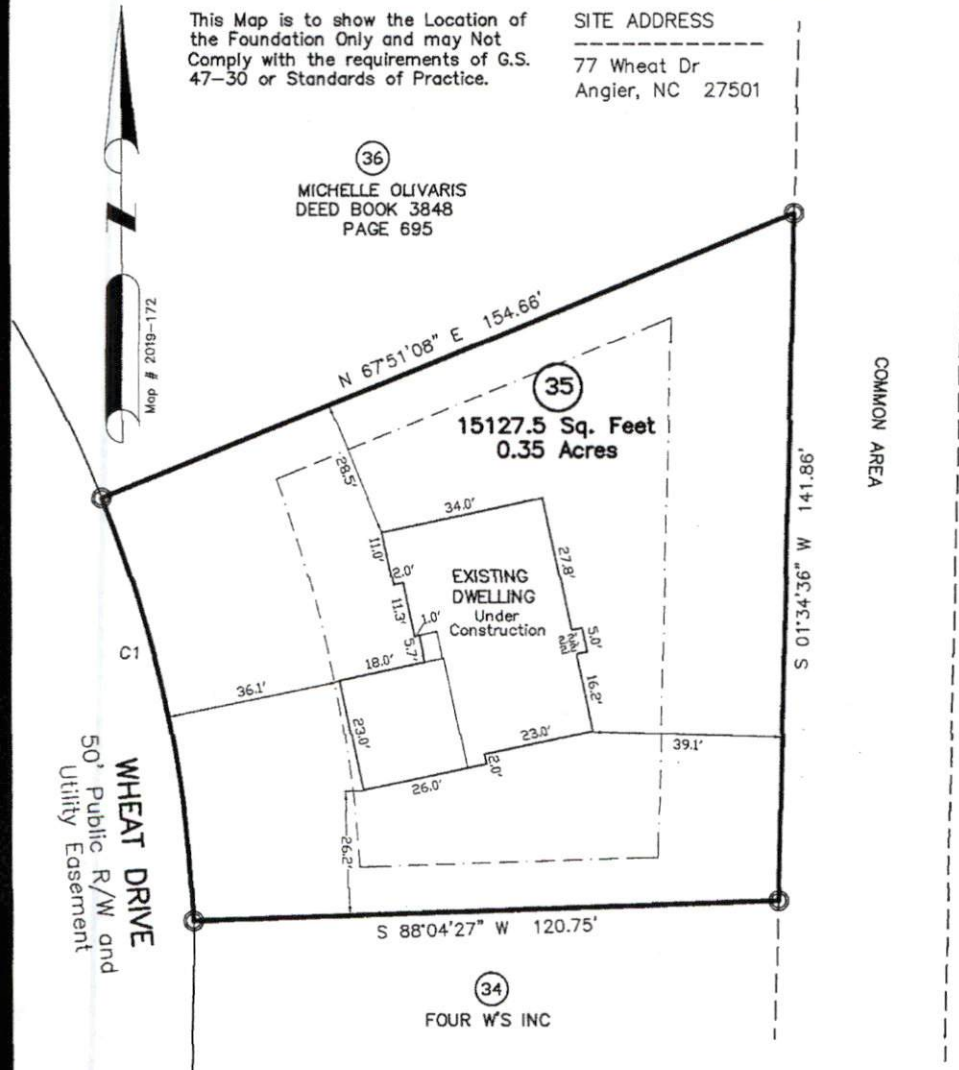 This Map is to show the Location of
the Foundation Only and may Not
Comply with the requirements of G.S.
47-30 or Standards of Practice.
SITE ADDRESS
77 Wheat Dr
Angier, NC 27501
36
MICHELLE OLIVARIS
DEED BOOK 3848
PAGE 695
Map # 2019-172
N 67°51'08" E 154.66'
35
15127.5 Sq. Feet
0.35 Acres
COMMON AREA
S 01°34'36" W 141.86'
28.5'
34.0'
11.0'
2.0'
27.8'
EXISTING
DWELLING
Under
Construction
11.3'
1.0'
5.7'
5.0'
16.2'
C1
18.0'
36.1'
23.0'
23.0'
39.1'
2.0'
26.0'
26.2'
WHEAT DRIVE
50' Public R/W and
Utility Easement
S 88°04'27" W 120.75'
34
FOUR W'S INC